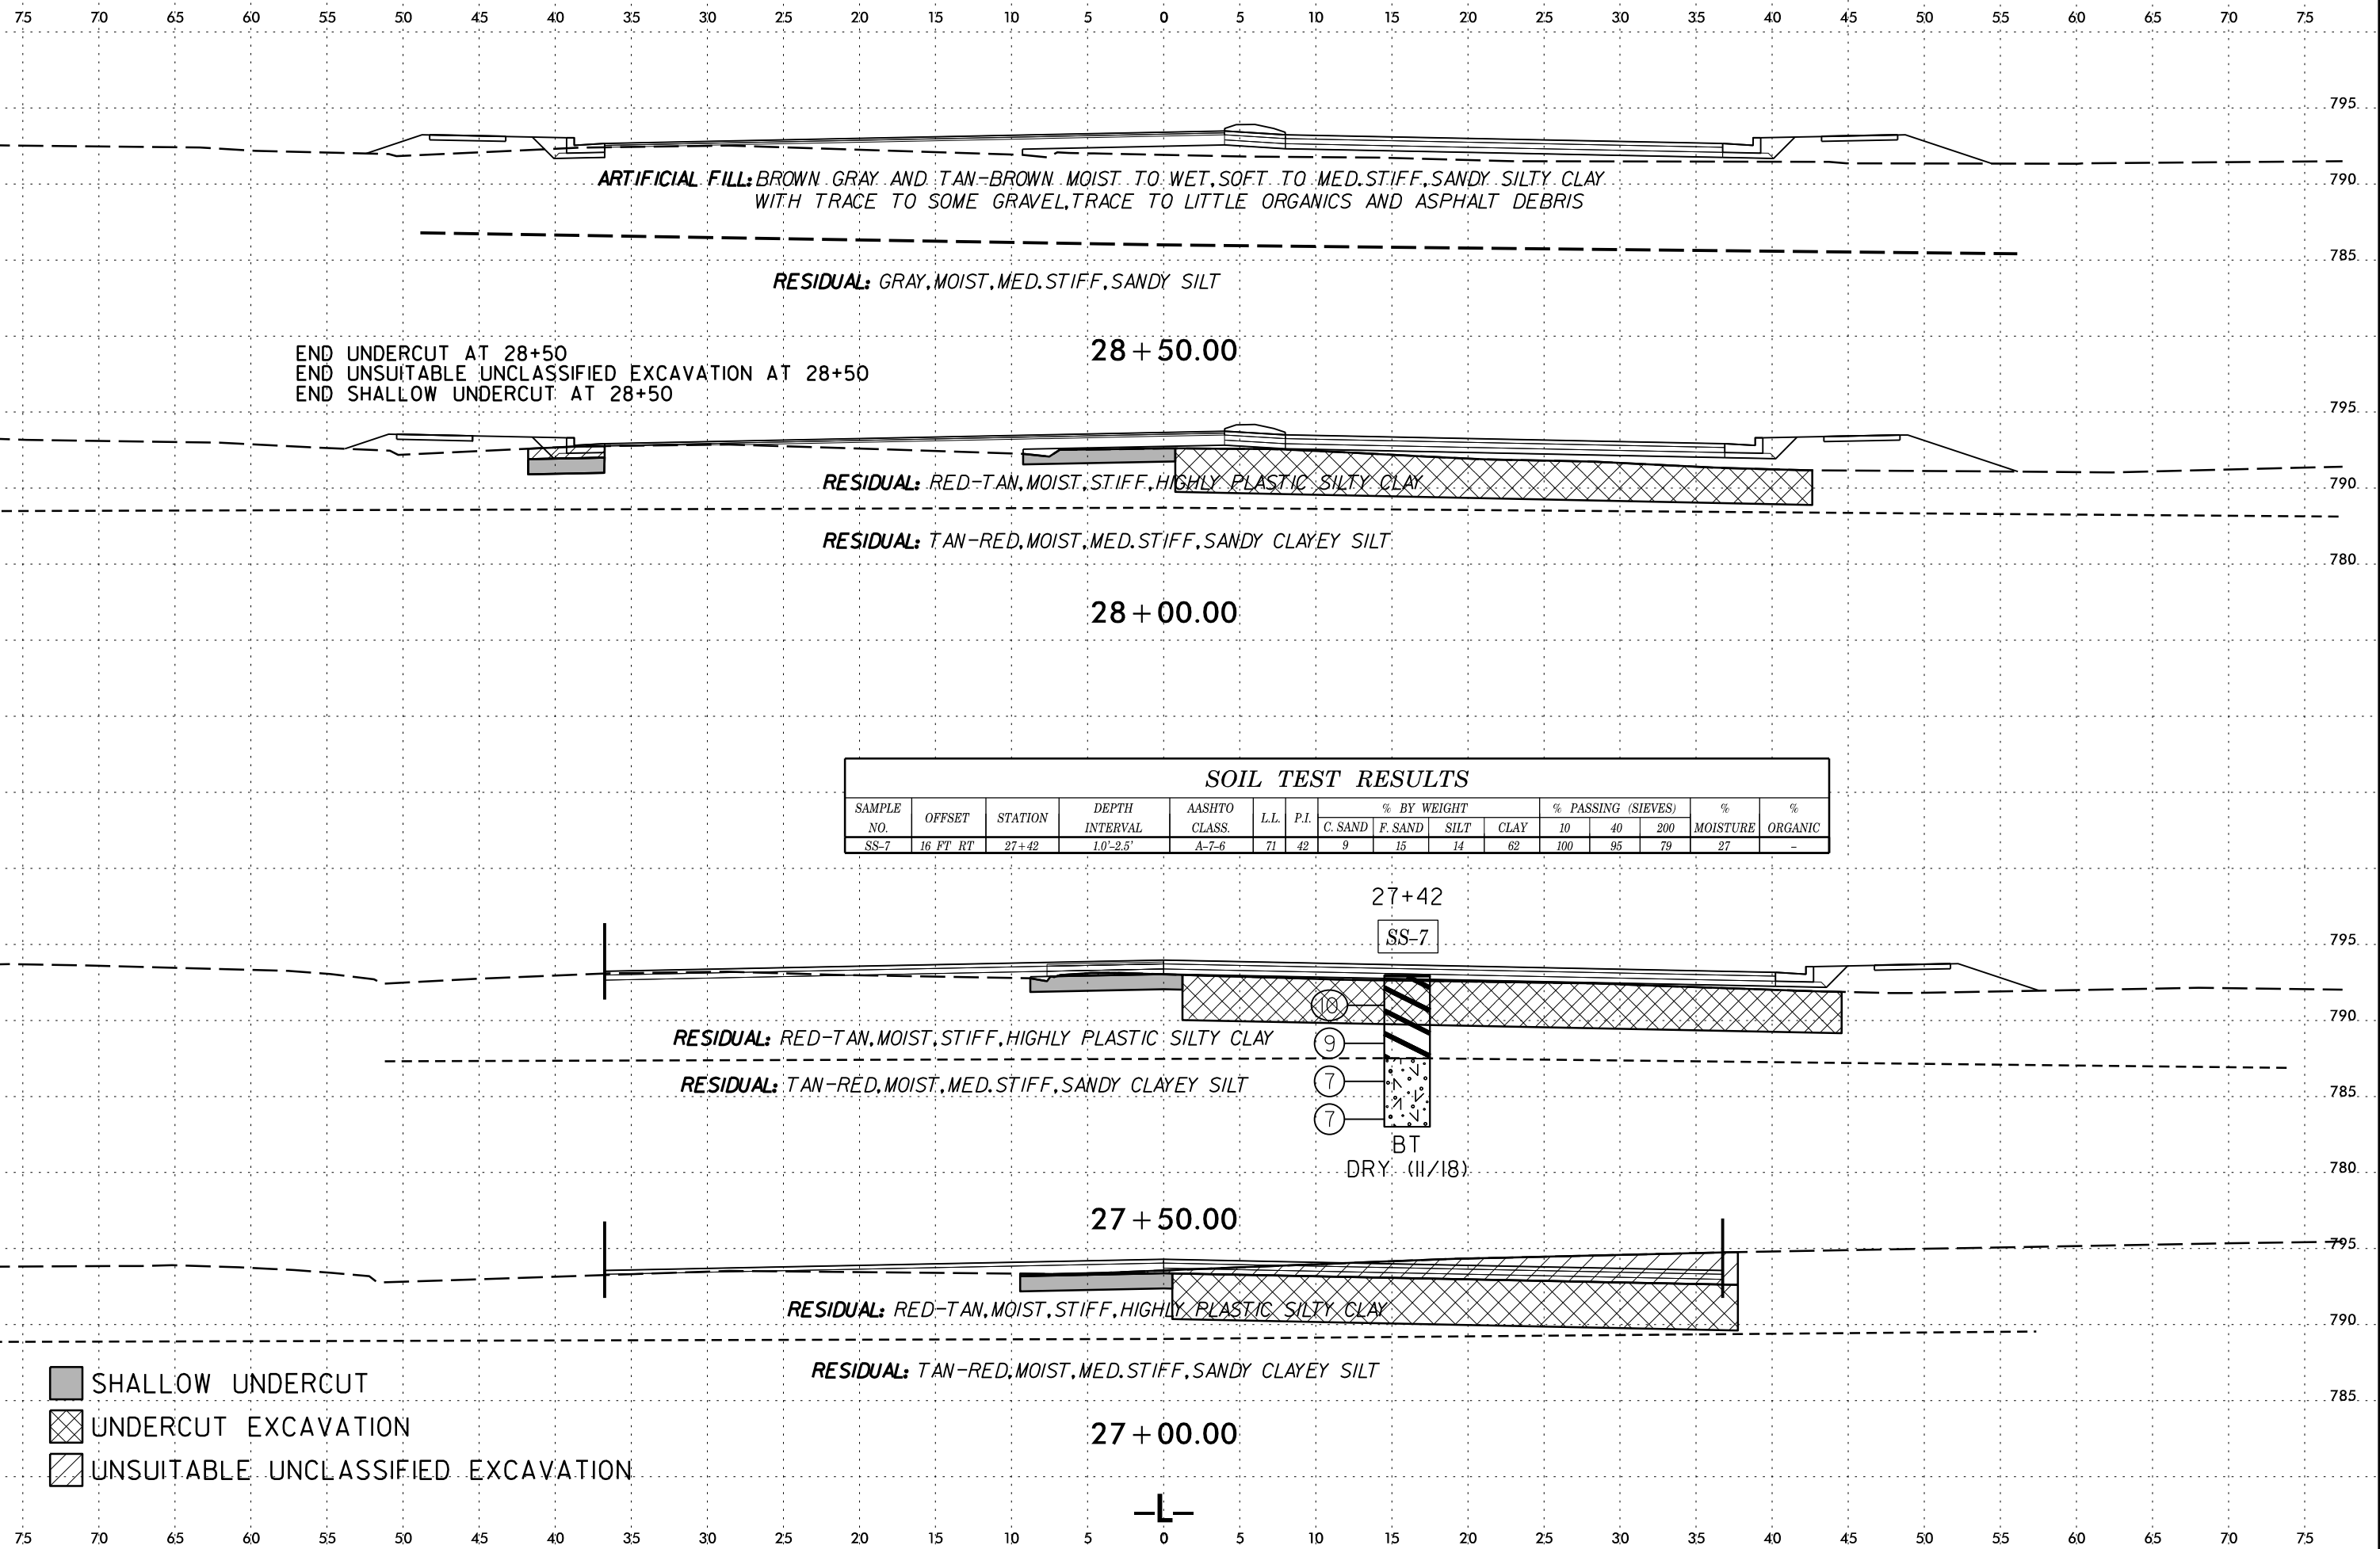 75 70 65 60 55 50 45 40 35 30 25 20 15 10 5 0 5 10 15 20 25 30 35 40 45 50 55 60 65 70 75
795
ARTIFICIAL FILL: BROWN GRAY AND TAN-BROWN MOIST TO WET, SOFT TO MED. STIFF, SANDY SILTY CLAY
790
WITH TRACE TO SOME GRAVEL, TRACE TO LITTLE ORGANICS AND ASPHALT DEBRIS
785
RESIDUAL: GRAY, MOIST, MED. STIFF, SANDY SILT
28+50.00
END UNDERCUT AT 28+50
END UNSUITABLE UNCLASSIFIED EXCAVATION AT 28+50
END SHALLOW UNDERCUT AT 28+50
795
RESIDUAL: RED-TAN, MOIST, STIFF, HIGHLY PLASTIC SILTY CLAY
790
RESIDUAL: TAN-RED, MOIST, MED. STIFF, SANDY CLAYEY SILT
780
28+00.00
SOIL TEST RESULTS
SAMPLE NO. OFFSET STATION DEPTH INTERVAL AASHTO CLASS. L.L. P.I. % BY WEIGHT % PASSING (SIEVES) % MOISTURE % ORGANIC
C. SAND F. SAND SILT CLAY 10 40 200
SS-7 16 FT RT 27+42 1.0'-2.5' A-7-6 71 42 9 15 14 62 100 95 79 27 -
27+42
SS-7
795
10
790
RESIDUAL: RED-TAN, MOIST, STIFF, HIGHLY PLASTIC SILTY CLAY
9
RESIDUAL: TAN-RED, MOIST, MED. STIFF, SANDY CLAYEY SILT
7
785
7
BT
DRY (11/18)
780
27+50.00
795
RESIDUAL: RED-TAN, MOIST, STIFF, HIGHLY PLASTIC SILTY CLAY
790
RESIDUAL: TAN-RED, MOIST, MED. STIFF, SANDY CLAYEY SILT
SHALLOW UNDERCUT
785
UNDERCUT EXCAVATION
27+00.00
UNSUITABLE UNCLASSIFIED EXCAVATION
-L-
75 70 65 60 55 50 45 40 35 30 25 20 15 10 5 0 5 10 15 20 25 30 35 40 45 50 55 60 65 70 75